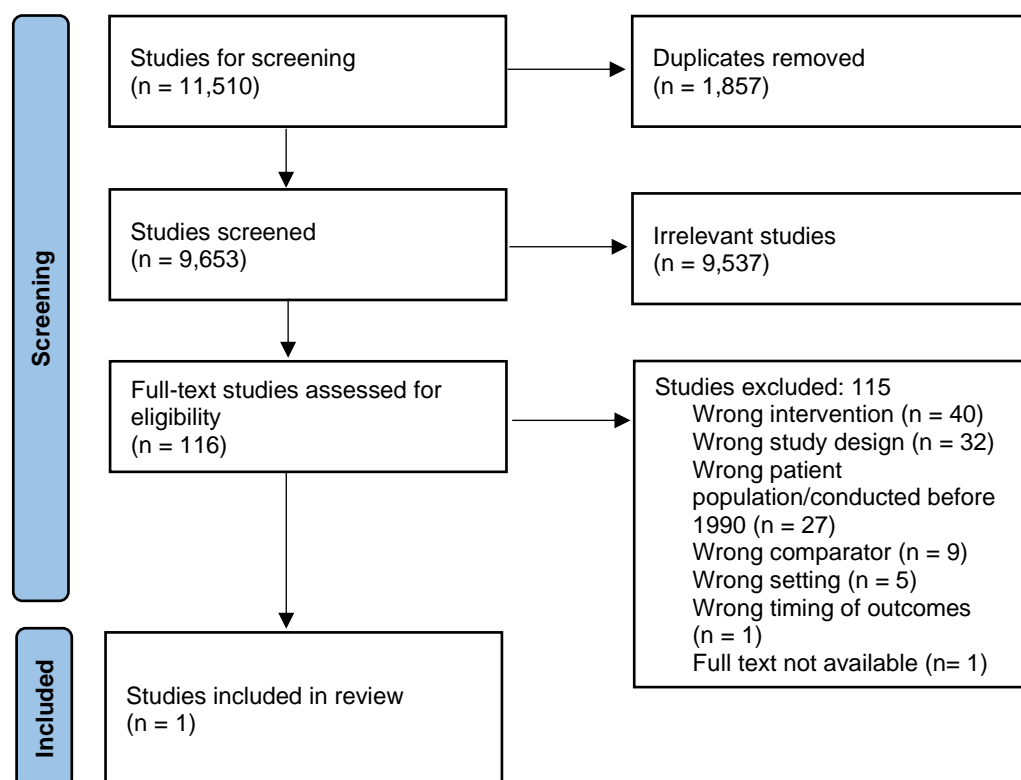 Screening
Studies for screening
(n = 11,510)
Duplicates removed
(n = 1,857)
Studies screened
(n = 9,653)
Irrelevant studies
(n = 9,537)
Full-text studies assessed for
eligibility
(n = 116)
Studies excluded: 115
Wrong intervention (n = 40)
Wrong study design (n = 32)
Wrong patient
population/conducted before
1990 (n = 27)
Wrong comparator (n = 9)
Wrong setting (n = 5)
Wrong timing of outcomes
(n = 1)
Full text not available (n= 1)
Included
Studies included in review
(n = 1)